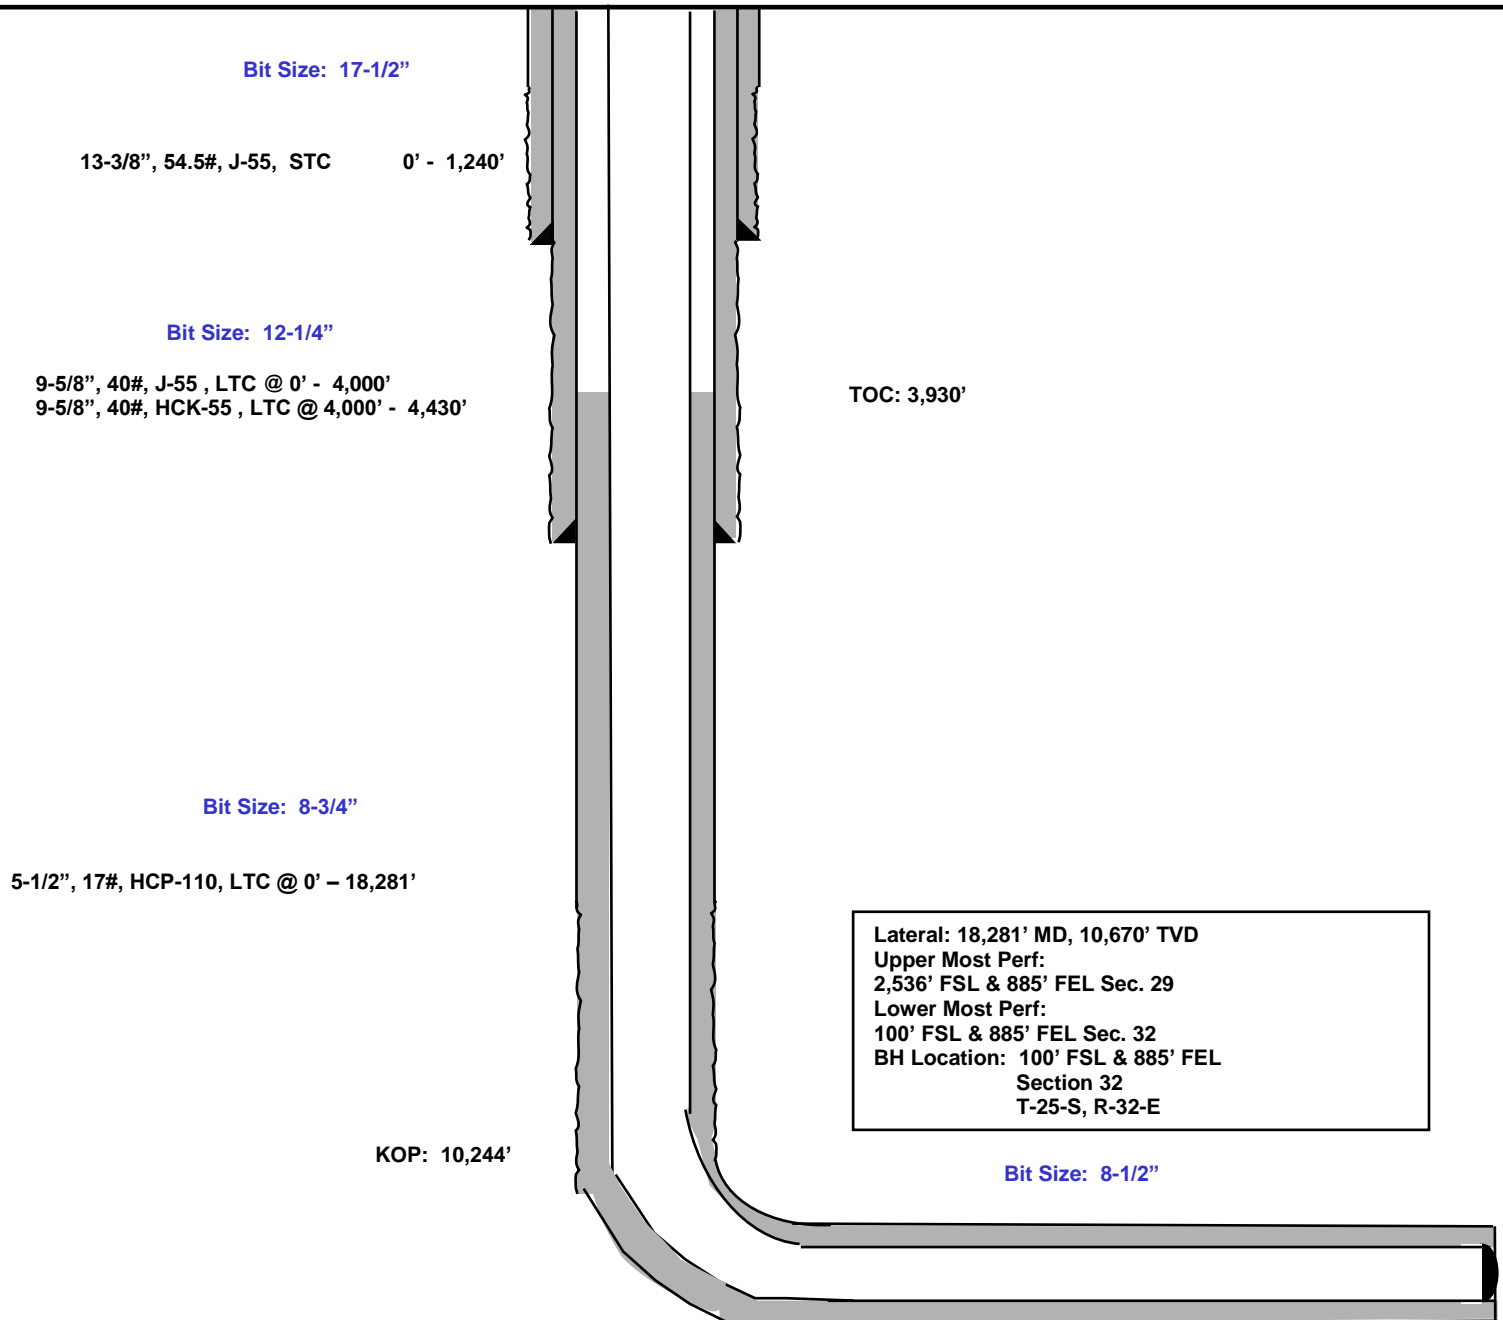 Bit Size: 17-1/2”
13-3/8”, 54.5#, J-55, STC 0’ - 1,240’
Bit Size: 12-1/4”
9-5/8”, 40#, J-55 , LTC @ 0’ - 4,000’
9-5/8”, 40#, HCK-55 , LTC @ 4,000’ - 4,430’
TOC: 3,930’
Bit Size: 8-3/4”
5-1/2”, 17#, HCP-110, LTC @ 0’ – 18,281’
Lateral: 18,281’ MD, 10,670’ TVD
Upper Most Perf:
2,536’ FSL & 885’ FEL Sec. 29
Lower Most Perf:
100’ FSL & 885’ FEL Sec. 32
BH Location: 100’ FSL & 885’ FEL
Section 32
T-25-S, R-32-E
KOP: 10,244’
Bit Size: 8-1/2”